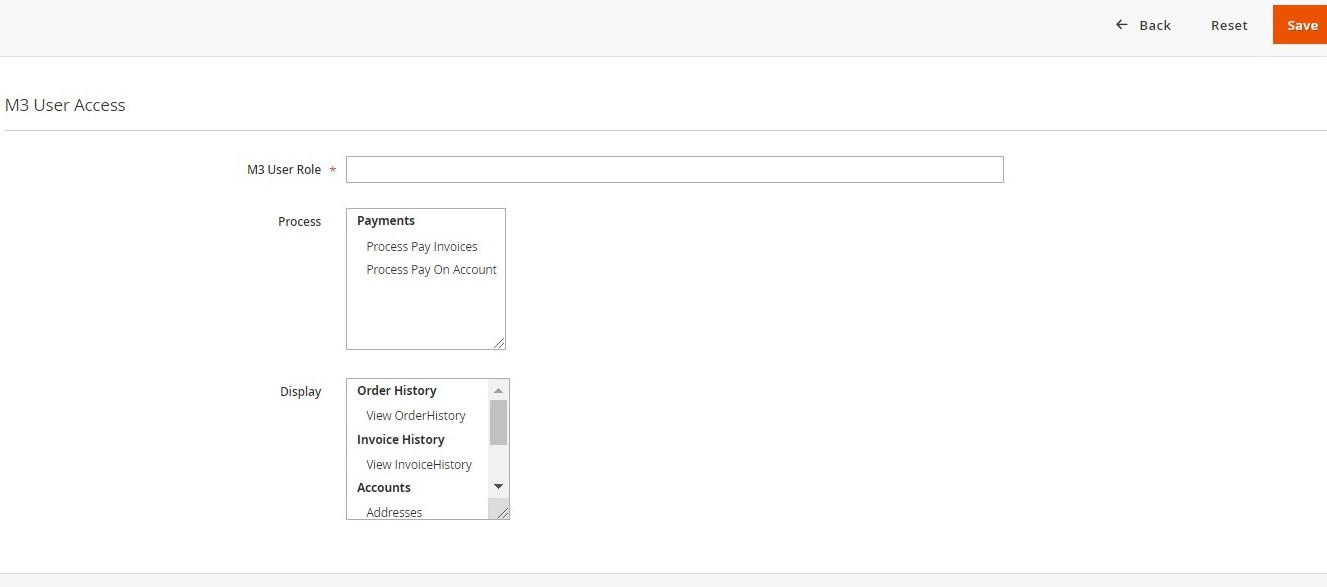 ← Back Reset Save
M3 User Access
M3 User Role *
Process
Payments
Process Pay Invoices
Process Pay On Account
Display
Order History
View OrderHistory
Invoice History
View InvoiceHistory
Accounts
Addresses